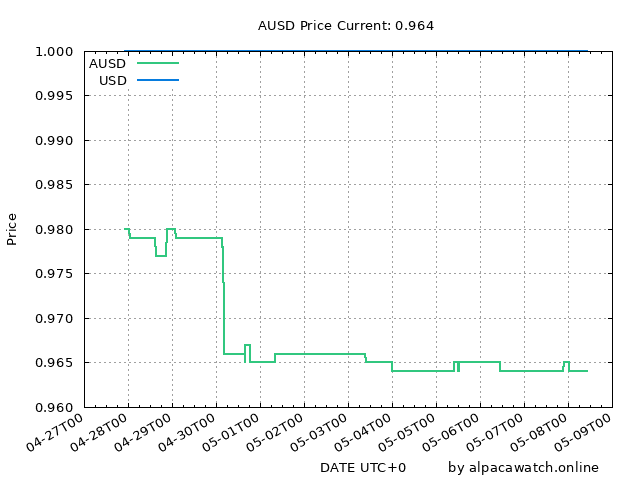 AUSD Price Current: 0.964
1.000
AUSD
USD
0.995
0.990
0.985
0.980
Price
0.975
0.970
0.965
0.960
04-27T00 04-28T00 04-29T00 04-30T00 05-01T00 05-02T00 05-03T00 05-04T00 05-05T00 05-06T00 05-07T00 05-08T00 05-09T00
DATE UTC+0 by alpacawatch.online